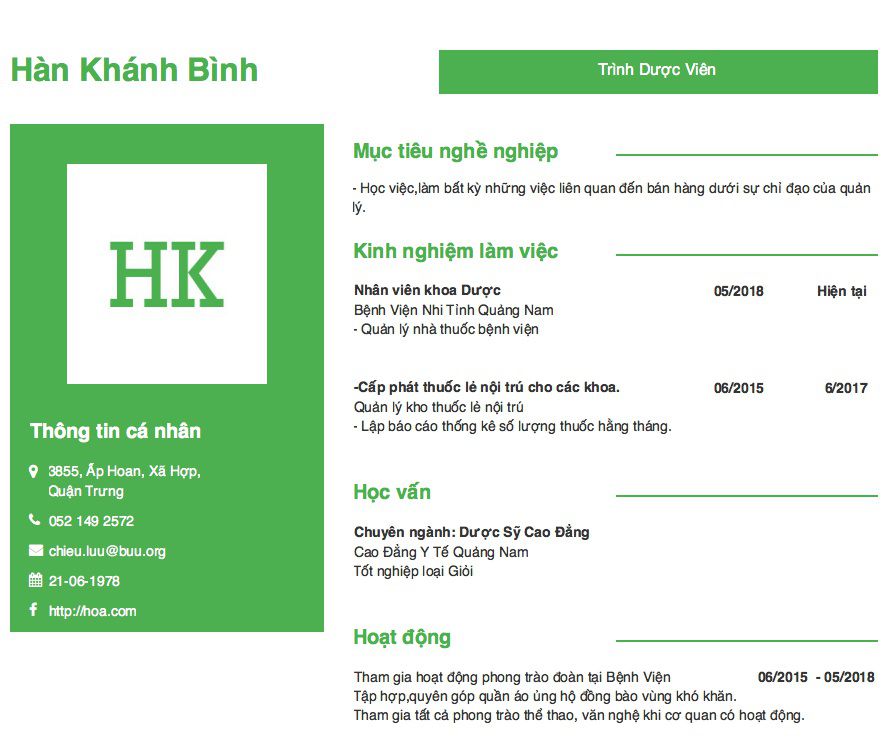 Hàn Khánh Bình
Trình Dược Viên
HK
Thông tin cá nhân
3855, Ấp Hoan, Xã Hợp,
Quận Trưng
052 149 2572
chieu.luu@buu.org
21-06-1978
http://hoa.com
Mục tiêu nghề nghiệp
- Học việc,làm bất kỳ những việc liên quan đến bán hàng dưới sự chỉ đạo của quản
lý.
Kinh nghiệm làm việc
Nhân viên khoa Dược 05/2018 Hiện tại
Bệnh Viện Nhi Tỉnh Quảng Nam
- Quản lý nhà thuốc bệnh viện
-Cấp phát thuốc lẻ nội trú cho các khoa. 06/2015 6/2017
Quản lý kho thuốc lẻ nội trú
- Lập báo cáo thống kê số lượng thuốc hằng tháng.
Học vấn
Chuyên ngành: Dược Sỹ Cao Đẳng
Cao Đẳng Y Tế Quảng Nam
Tốt nghiệp loại Giỏi
Hoạt động
Tham gia hoạt động phong trào đoàn tại Bệnh Viện 06/2015 - 05/2018
Tập hợp,quyên góp quần áo ủng hộ đồng bào vùng khó khăn.
Tham gia tất cả phong trào thể thao, văn nghệ khi cơ quan có hoạt động.